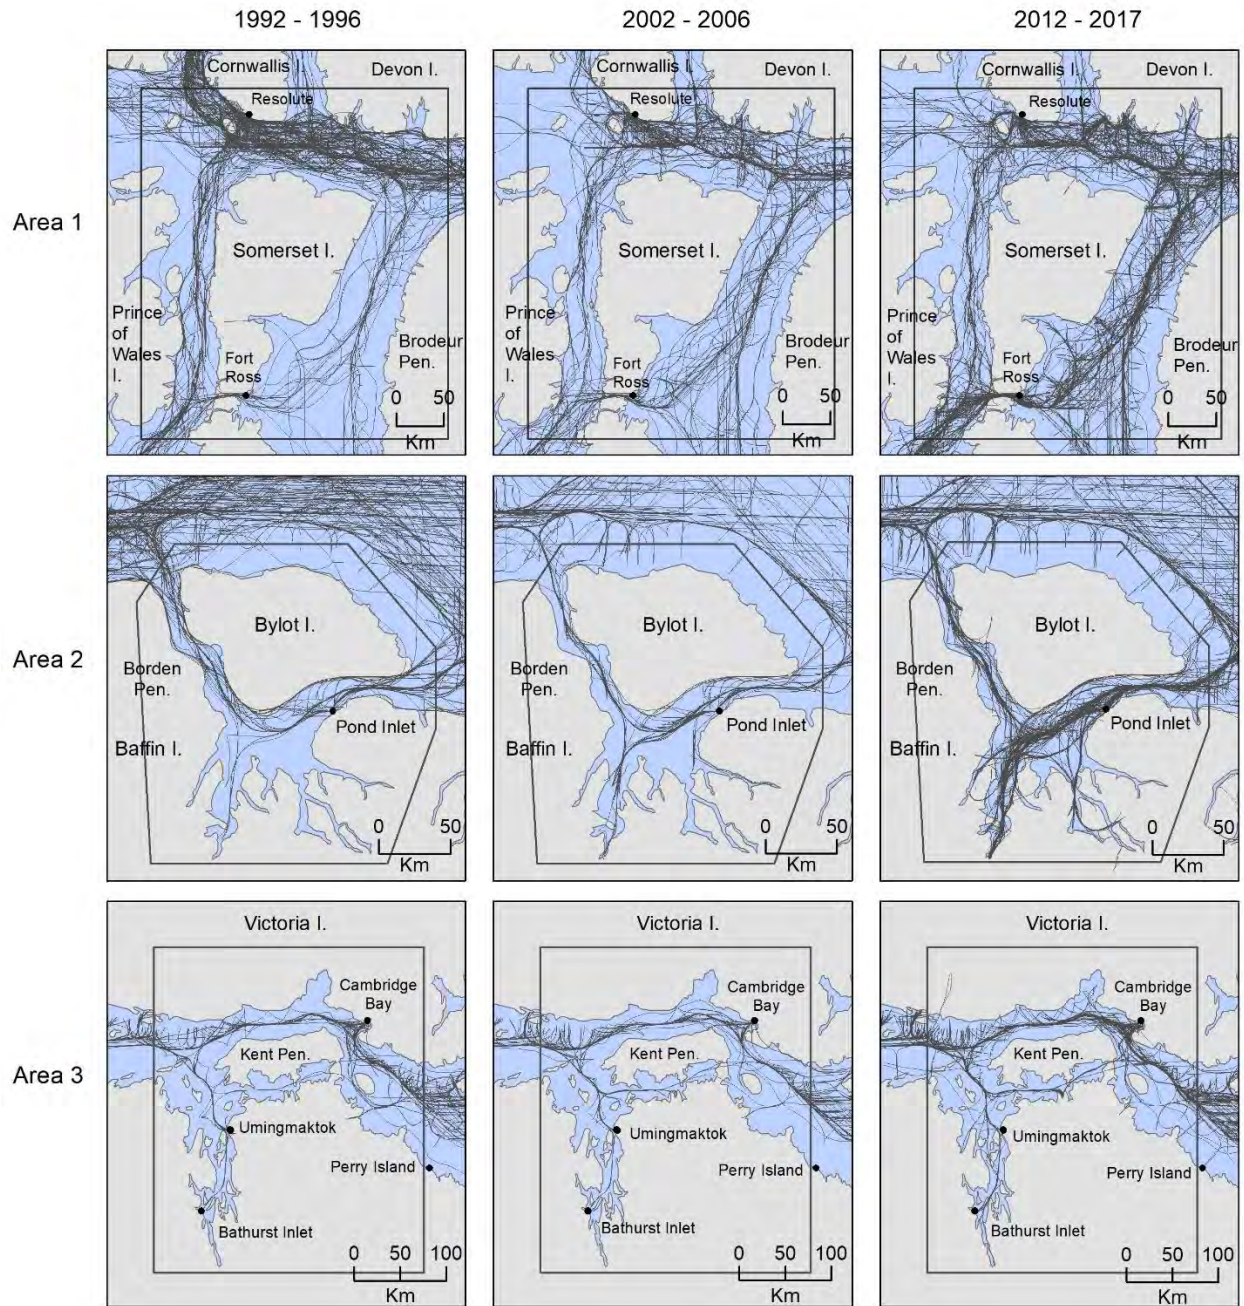 1992 - 1996
2002 - 2006
2012 - 2017
Area 1
Cornwallis I.
Devon I.
Resolute
Somerset I.
Prince
of
Wales
I.
Fort
Ross
Brodeur
Pen.
0 50
Km
Cornwallis I.
Devon I.
Resolute
Somerset I.
Prince
of
Wales
I.
Fort
Ross
Brodeur
Pen.
0 50
Km
Cornwallis I.
Devon I.
Resolute
Somerset I.
Prince
of
Wales
I.
Fort
Ross
Brodeur
Pen.
0 50
Km
Area 2
Bylot I.
Borden
Pen.
Pond Inlet
Baffin I.
0 50
Km
Bylot I.
Borden
Pen.
Pond Inlet
Baffin I.
0 50
Km
Bylot I.
Borden
Pen.
Pond Inlet
Baffin I.
0 50
Km
Area 3
Victoria I.
Cambridge
Bay
Kent Pen.
Umingmaktok
Perry Island
Bathurst Inlet
0 50 100
Km
Victoria I.
Cambridge
Bay
Kent Pen.
Umingmaktok
Perry Island
Bathurst Inlet
0 50 100
Km
Victoria I.
Cambridge
Bay
Kent Pen.
Umingmaktok
Perry Island
Bathurst Inlet
0 50 100
Km